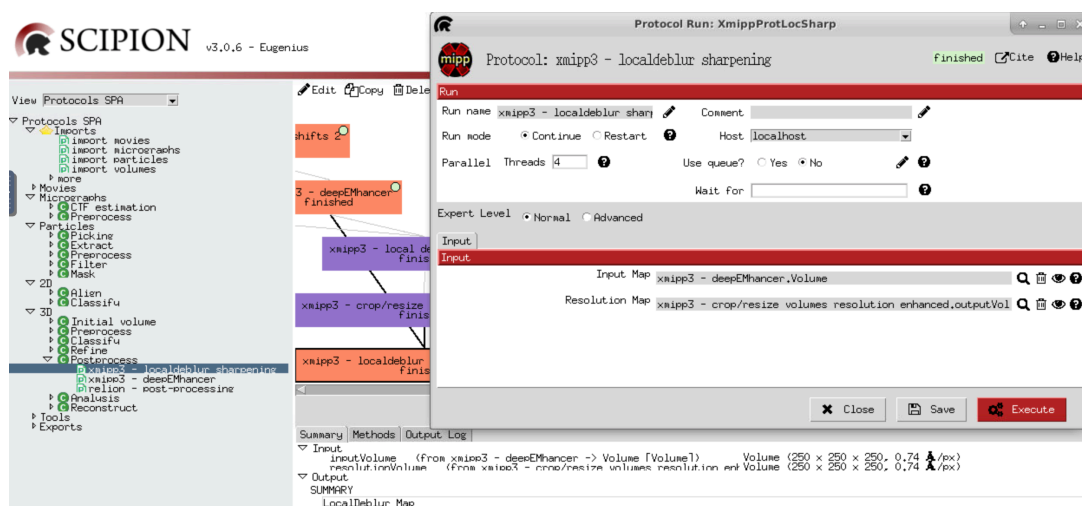 SCIPION v3.0.6 - Eugenius
View Protocols SPA
Protocols SPA
Imports
import movies
import micrographs
import particles
import volumes
more
Movies
Micrographs
CTF estimation
Preprocess
Particles
Picking
Extract
Preprocess
Filter
Mask
2D
Align
Classify
3D
Initial volume
Preprocess
Classify
Refine
Postprocess
xmipp3 - localdeblur sharpening
xmipp3 - deepEMhancer
relion - post-processing
Analysis
Reconstruct
Tools
Exports
Edit Copy Dele
shifts 2
3 - deepEMhancer
finished
xmipp3 - local de
finis
xmipp3 - crop/resize
finis
xmipp3 - localdeblur
finis
Protocol Run: XmippProtLocSharp
mipp Protocol: xmipp3 - localdeblur sharpening finished Cite Help
Run
Run name xmipp3 - localdeblur shar Comment
Run mode Continue Restart Host localhost
Parallel Threads 4 Use queue? Yes No
Wait for
Expert Level Normal Advanced
Input
Input
Input Map xmipp3 - deepEMhancer.Volume
Resolution Map xmipp3 - crop/resize volumes resolution enhanced.outputVol
Close Save Execute
Summary Methods Output Log
Input
inputVolume (from xmipp3 - deepEMhancer -> Volume [Volume]) Volume (250 x 250 x 250, 0.74 Å/px)
resolutionVolume (from xmipp3 - crop/resize volumes resolution enh Volume (250 x 250 x 250, 0.74 Å/px)
Output
SUMMARY
LocalDeblur Map